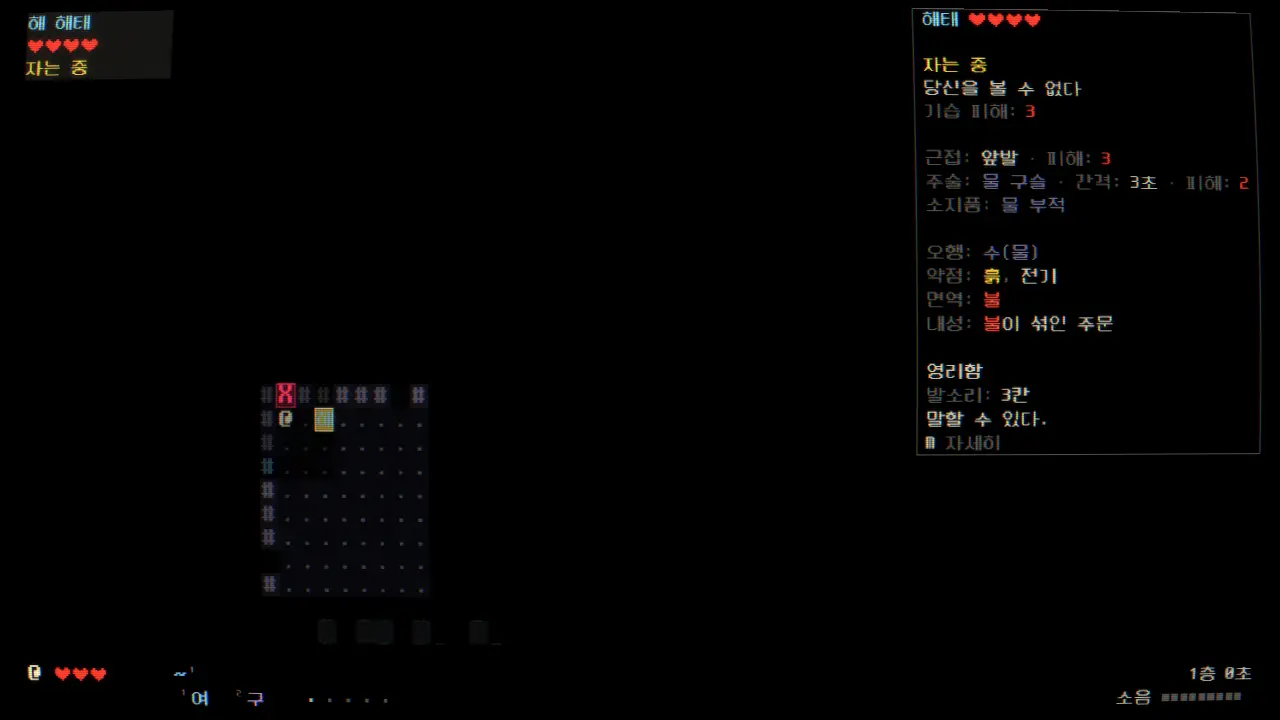 해 해태
자는 중
해태
자는 중
당신을 볼 수 없다
기습 피해: 3
근접: 앞발 · 피해: 3
주술: 물 구슬 · 간격: 3초 · 피해: 2
소지품: 물 부적
오행: 수(물)
약점: 흙, 전기
면역: 불
내성: 불이 섞인 주문
영리함
발소리: 3칸
말할 수 있다.
m 자세히
# X # # # # # #
# @ . . . . . .
@ ~¹
¹여 ²구 . . . . .
1층 0초
소음